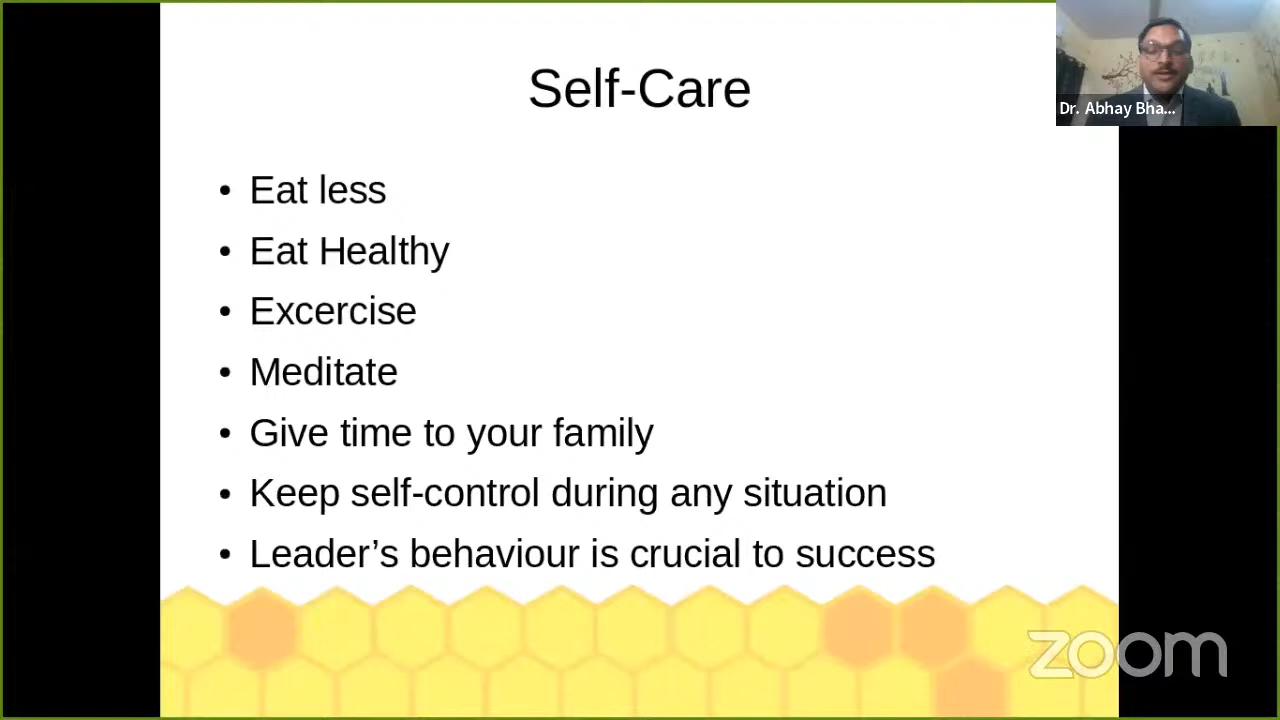 Self-Care
Dr. Abhay Bha...
• Eat less
• Eat Healthy
• Excercise
• Meditate
• Give time to your family
• Keep self-control during any situation
• Leader’s behaviour is crucial to success
zoom